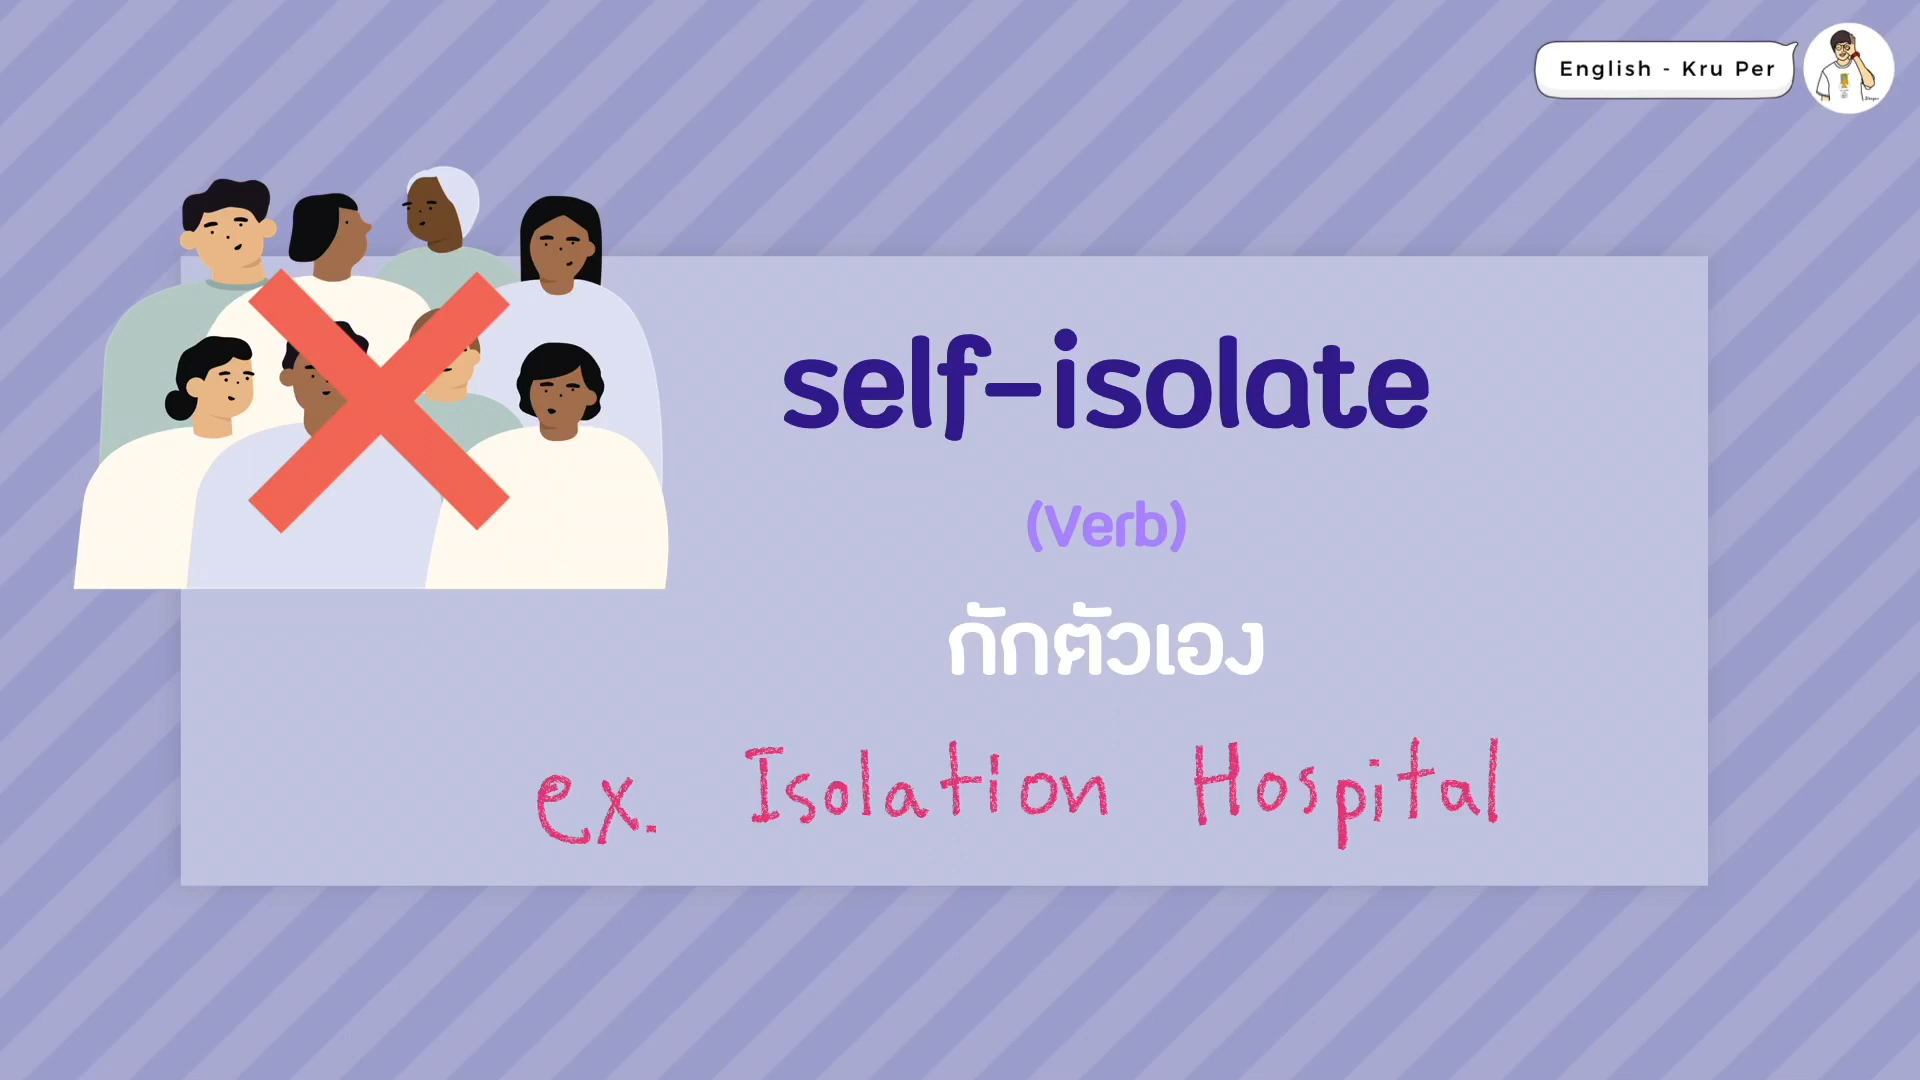 English - Kru Per
self-isolate
(Verb)
กักตัวเอง
ex. Isolation Hospital